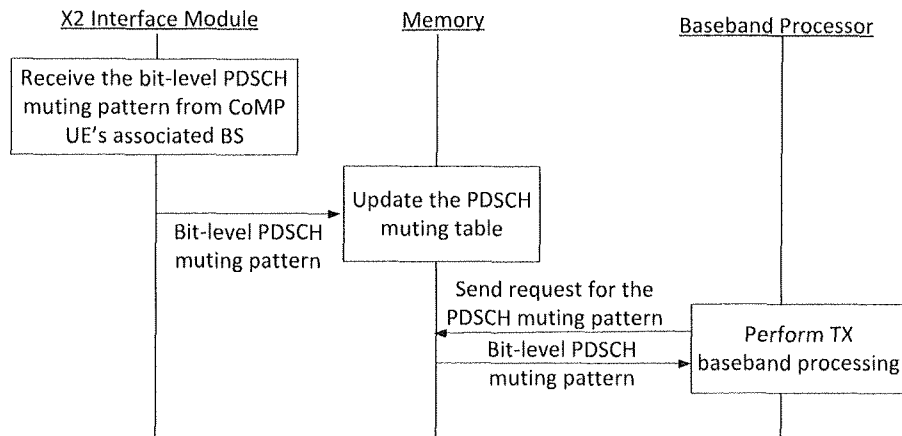 X2 Interface Module
Memory
Baseband Processor
Receive the bit-level PDSCH
muting pattern from CoMP
UE's associated BS
Update the PDSCH
muting table
Bit-level PDSCH
muting pattern
Send request for the
PDSCH muting pattern
Bit-level PDSCH
muting pattern
Perform TX
baseband processing